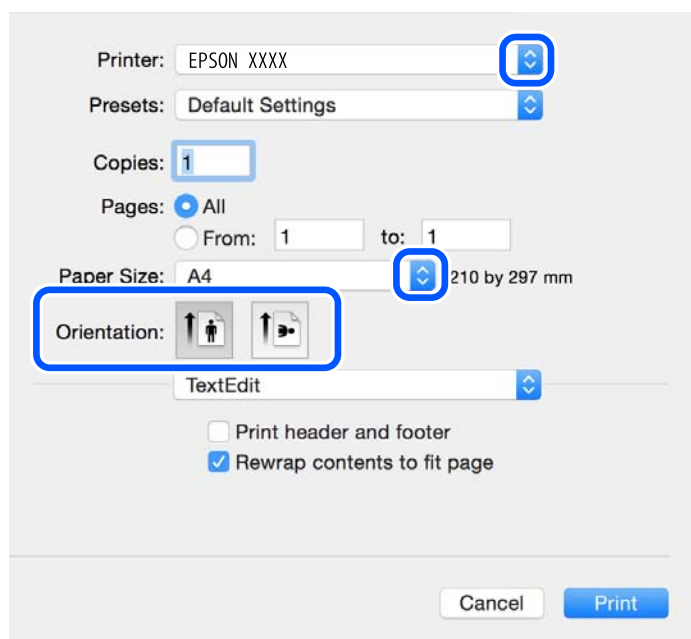 Printer: EPSON XXXX
Presets: Default Settings
Copies: 1
Pages: All
From: 1 to: 1
Paper Size: A4 210 by 297 mm
Orientation:
TextEdit
Print header and footer
Rewrap contents to fit page
Cancel Print